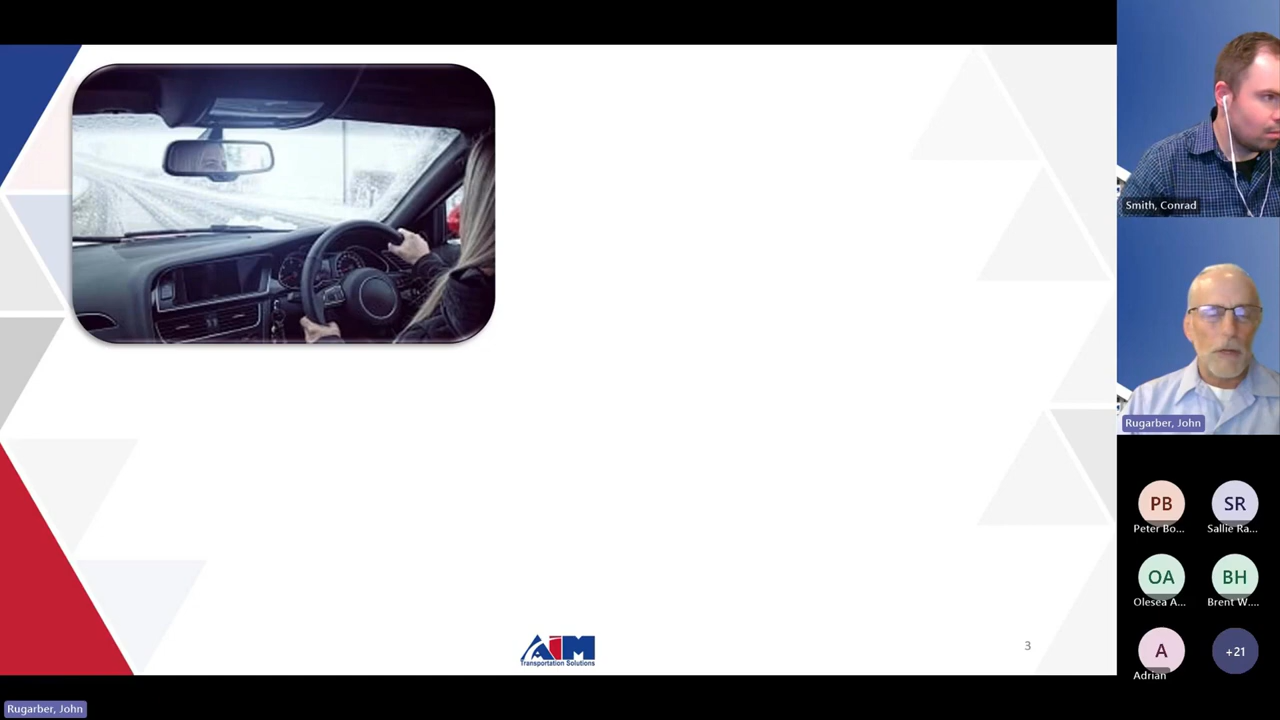 Smith, Conrad
Rugarber, John
PB
SR
Peter Bo...
Sallie Ra...
OA
BH
Olesea A...
Brent W....
A
+21
Adrian
AIM
Transportation Solutions
3
Rugarber, John